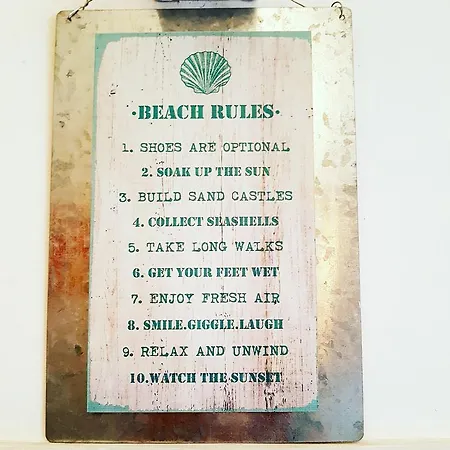 ·BEACH RULES·
1. SHOES ARE OPTIONAL
2. SOAK UP THE SUN
3. BUILD SAND CASTLES
4. COLLECT SEASHELLS
5. TAKE LONG WALKS
6. GET YOUR FEET WET
7. ENJOY FRESH AIR
8. SMILE.GIGGLE.LAUGH
9. RELAX AND UNWIND
10.WATCH THE SUNSET